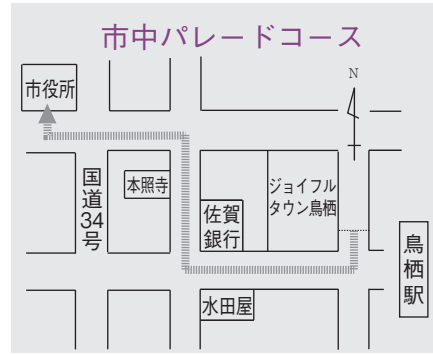 市中パレードコース
市役所
N
国道34号
本照寺
佐賀
銀行
ジョイフル
タウン鳥栖
鳥栖駅
水田屋